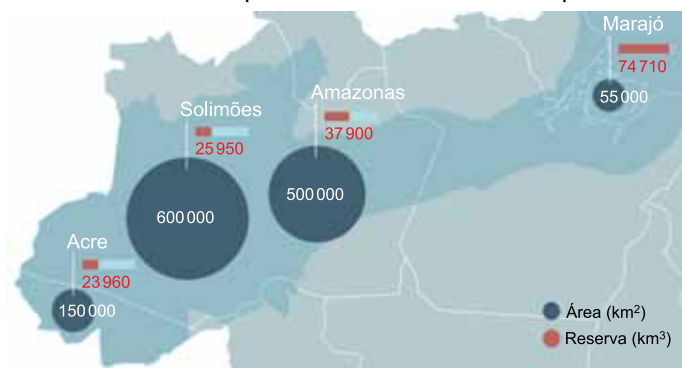 Marajó
74 710
55 000
Amazonas
37 900
Solimões
25 950
500 000
600 000
Acre
23 960
150 000
Área (km²)
Reserva (km³)